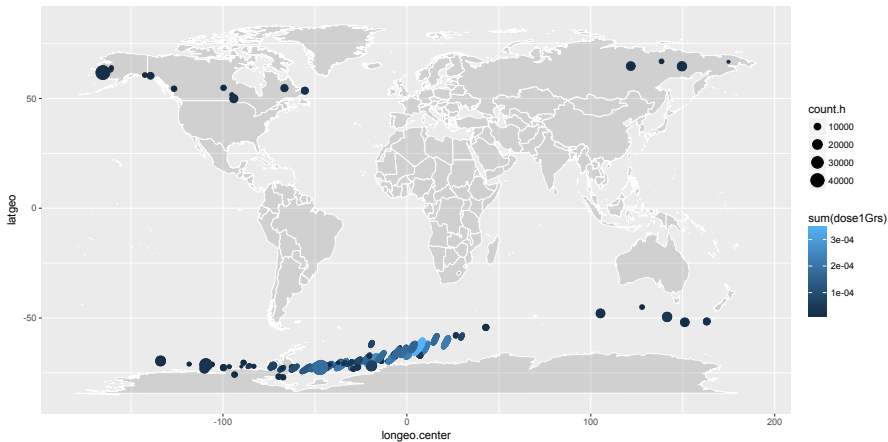 50
0
-50
latgeo
-100
0
100
200
longeo.center
count.h
10000
20000
30000
40000
sum(dose1Grs)
3e-04
2e-04
1e-04